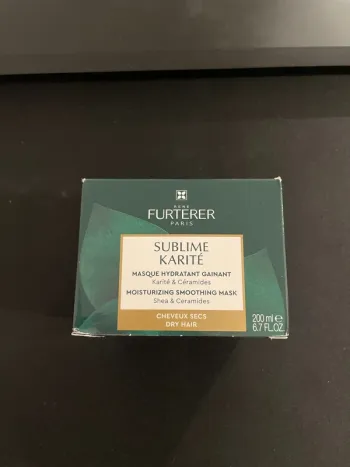 RENE
FURTERER
PARIS
SUBLIME
KARITÉ
MASQUE HYDRATANT GAINANT
Karité & Céramides
MOISTURIZING SMOOTHING MASK
Shea & Ceramides
CHEVEUX SECS
DRY HAIR
200 ml ℮
6.7 FL.OZ.